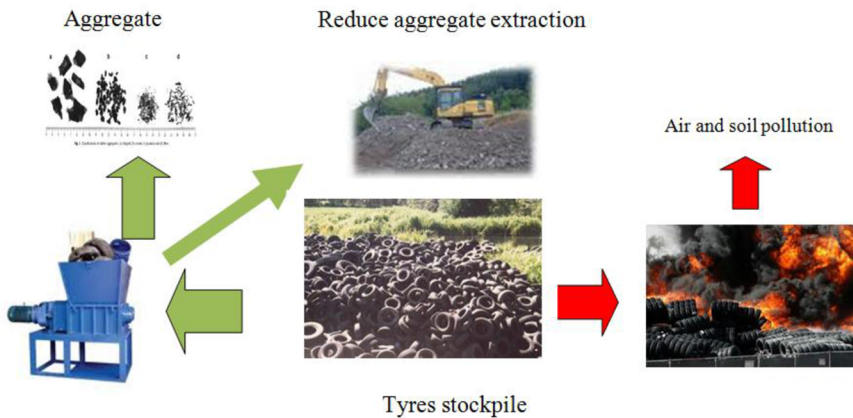 Aggregate
Reduce aggregate extraction
a b c d
Air and soil pollution
Tyres stockpile